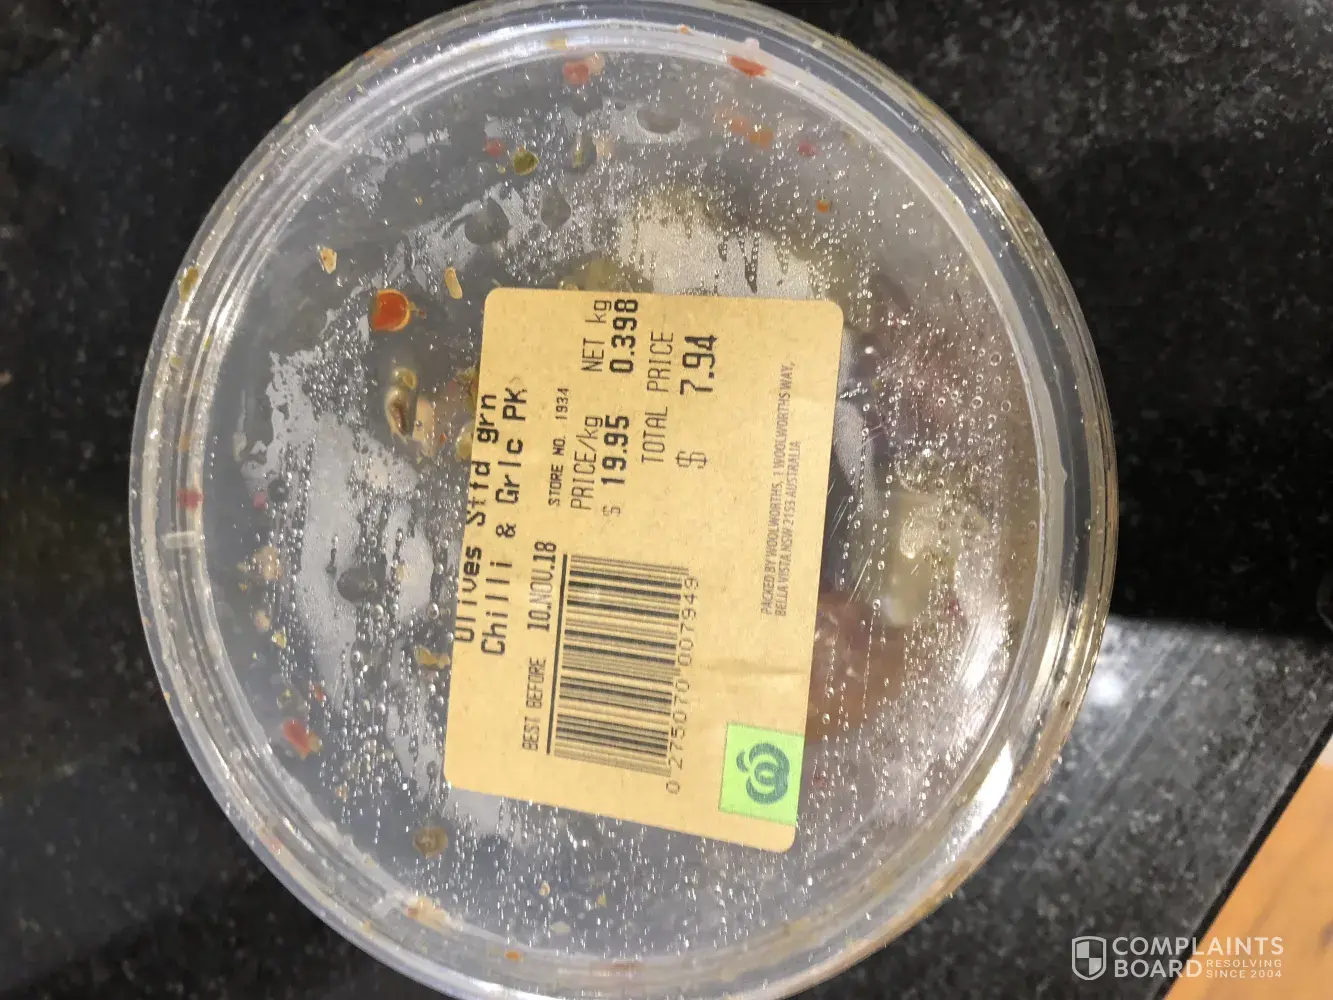 Olives Stfd grn
Chilli & Grlc PK
BEST BEFORE 10.NOV.18
STORE NO. 1934
PRICE/kg NET kg
$ 19.95 0.398
TOTAL PRICE
$ 7.94
0 275070 007949
PACKED BY WOOLWORTHS, 1 WOOLWORTHS WAY,
BELLA VISTA NSW 2153 AUSTRALIA
COMPLAINTS
BOARD RESOLVING
SINCE 2004